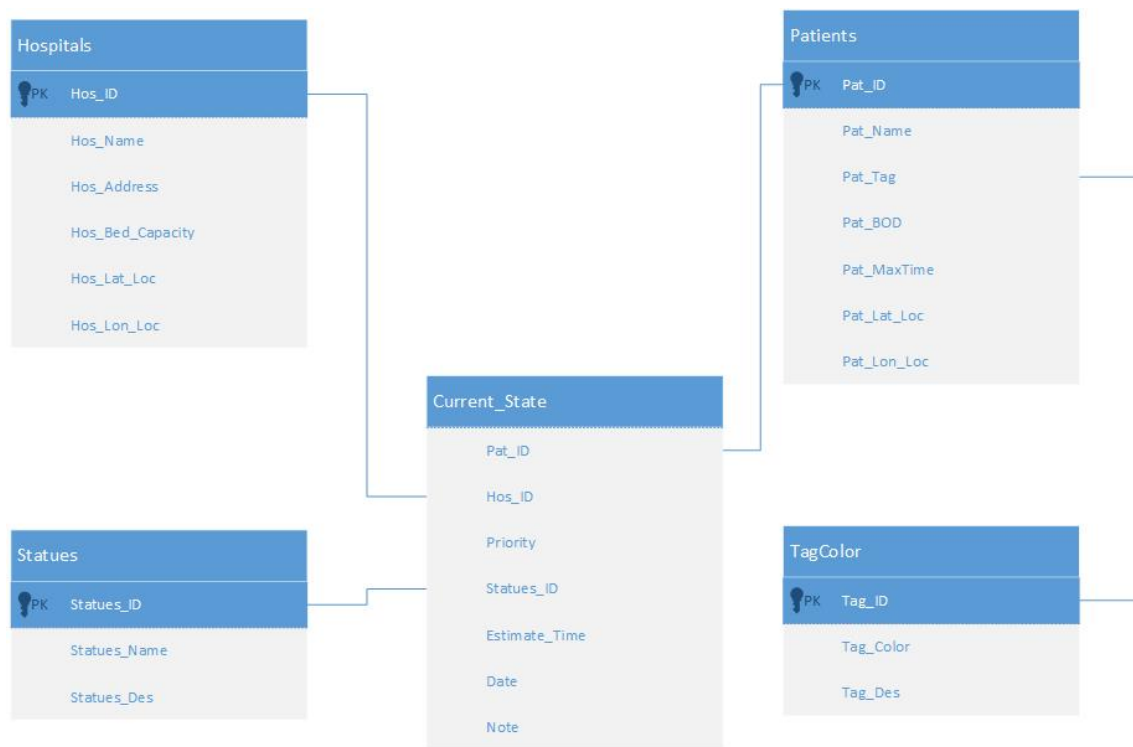 Hospitals
PK Hos_ID
Hos_Name
Hos_Address
Hos_Bed_Capacity
Hos_Lat_Loc
Hos_Lon_Loc
Patients
PK Pat_ID
Pat_Name
Pat_Tag
Pat_BOD
Pat_MaxTime
Pat_Lat_Loc
Pat_Lon_Loc
Current_State
Pat_ID
Hos_ID
Priority
Statues_ID
Estimate_Time
Date
Note
Statues
PK Statues_ID
Statues_Name
Statues_Des
TagColor
PK Tag_ID
Tag_Color
Tag_Des